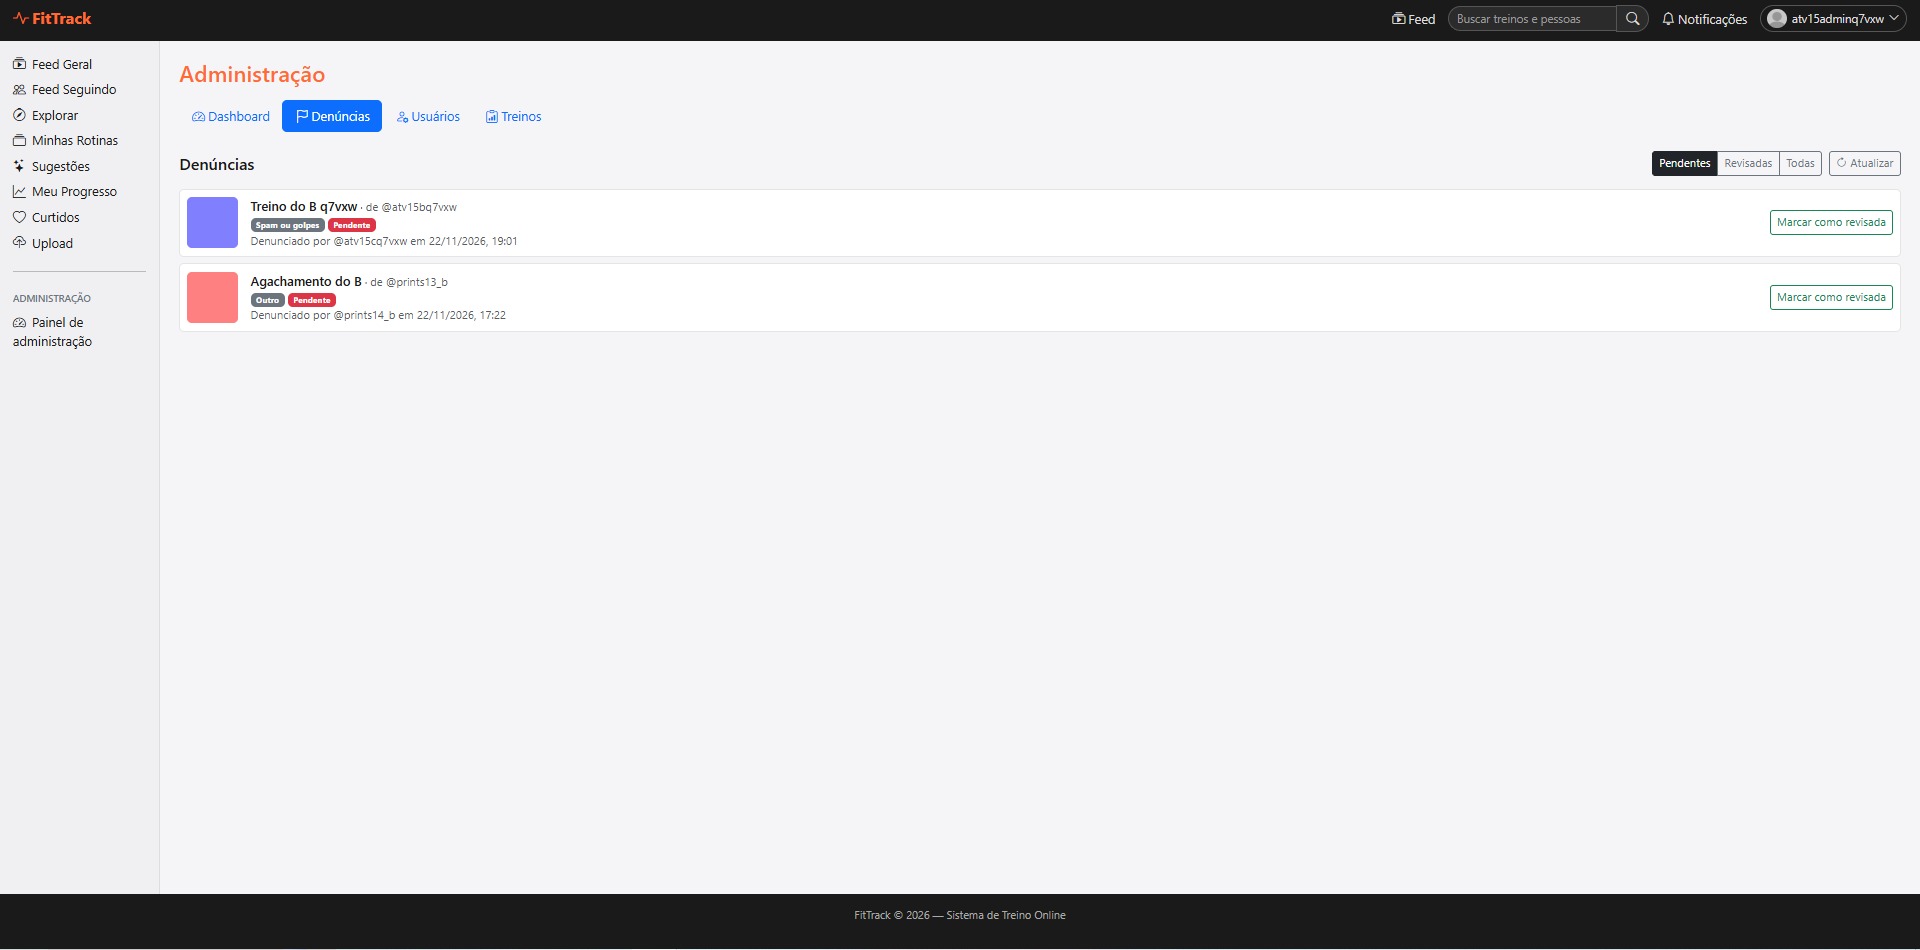 FitTrack
Feed
Buscar treinos e pessoas
Notificações
atv15adminq7vxw
Feed Geral
Feed Seguindo
Explorar
Minhas Rotinas
Sugestões
Meu Progresso
Curtidos
Upload
ADMINISTRAÇÃO
Painel de
administração
Administração
Dashboard
Denúncias
Usuários
Treinos
Denúncias
Pendentes
Revisadas
Todas
Atualizar
Treino do B q7vxw · de @atv15bq7vxw
Spam ou golpes Pendente
Denunciado por @atv15cq7vxw em 22/11/2026, 19:01
Marcar como revisada
Agachamento do B · de @prints13_b
Outro Pendente
Denunciado por @prints14_b em 22/11/2026, 17:22
Marcar como revisada
FitTrack © 2026 — Sistema de Treino Online